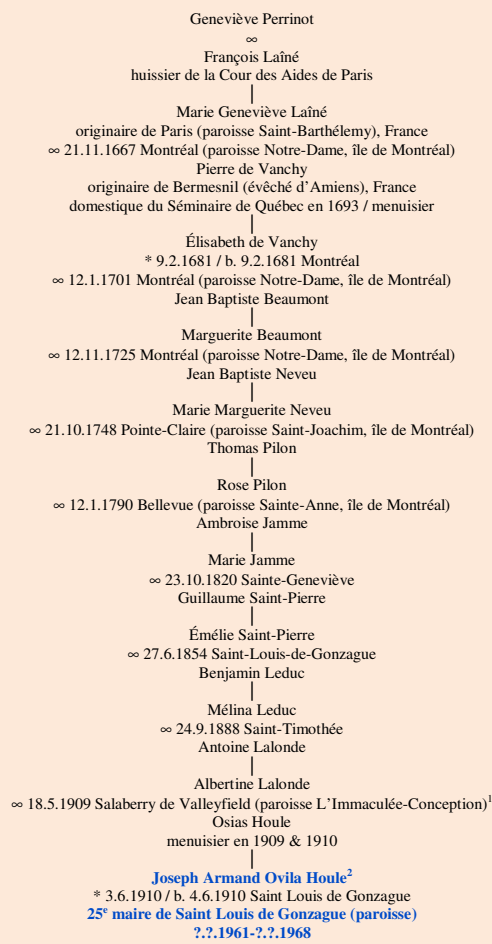 Geneviève Perrinot
∞
François Laîné
huissier de la Cour des Aides de Paris
Marie Geneviève Laîné
originaire de Paris (paroisse Saint-Barthélemy), France
∞ 21.11.1667 Montréal (paroisse Notre-Dame, île de Montréal)
Pierre de Vanchy
originaire de Bermesnil (évêché d'Amiens), France
domestique du Séminaire de Québec en 1693 / menuisier
Élisabeth de Vanchy
* 9.2.1681 / b. 9.2.1681 Montréal
∞ 12.1.1701 Montréal (paroisse Notre-Dame, île de Montréal)
Jean Baptiste Beaumont
Marguerite Beaumont
∞ 12.11.1725 Montréal (paroisse Notre-Dame, île de Montréal)
Jean Baptiste Neveu
Marie Marguerite Neveu
∞ 21.10.1748 Pointe-Claire (paroisse Saint-Joachim, île de Montréal)
Thomas Pilon
Rose Pilon
∞ 12.1.1790 Bellevue (paroisse Sainte-Anne, île de Montréal)
Ambroise Jamme
Marie Jamme
∞ 23.10.1820 Sainte-Geneviève
Guillaume Saint-Pierre
Émélie Saint-Pierre
∞ 27.6.1854 Saint-Louis-de-Gonzague
Benjamin Leduc
Mélina Leduc
∞ 24.9.1888 Saint-Timothée
Antoine Lalonde
Albertine Lalonde
∞ 18.5.1909 Salaberry de Valleyfield (paroisse L'Immaculée-Conception)¹
Osias Houle
menuisier en 1909 & 1910
Joseph Armand Ovila Houle²
* 3.6.1910 / b. 4.6.1910 Saint Louis de Gonzague
25ᵉ maire de Saint Louis de Gonzague (paroisse)
?.?.1961-?.?.1968